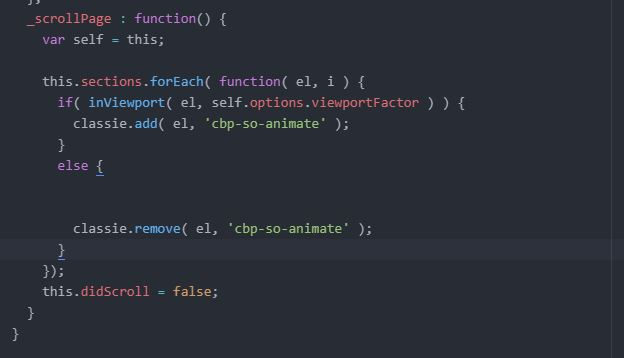 };
_scrollPage : function() {
var self = this;
this.sections.forEach( function( el, i ) {
if( inViewport( el, self.options.viewportFactor ) ) {
classie.add( el, 'cbp-so-animate' );
}
else {
classie.remove( el, 'cbp-so-animate' );
}
});
this.didScroll = false;
}
}